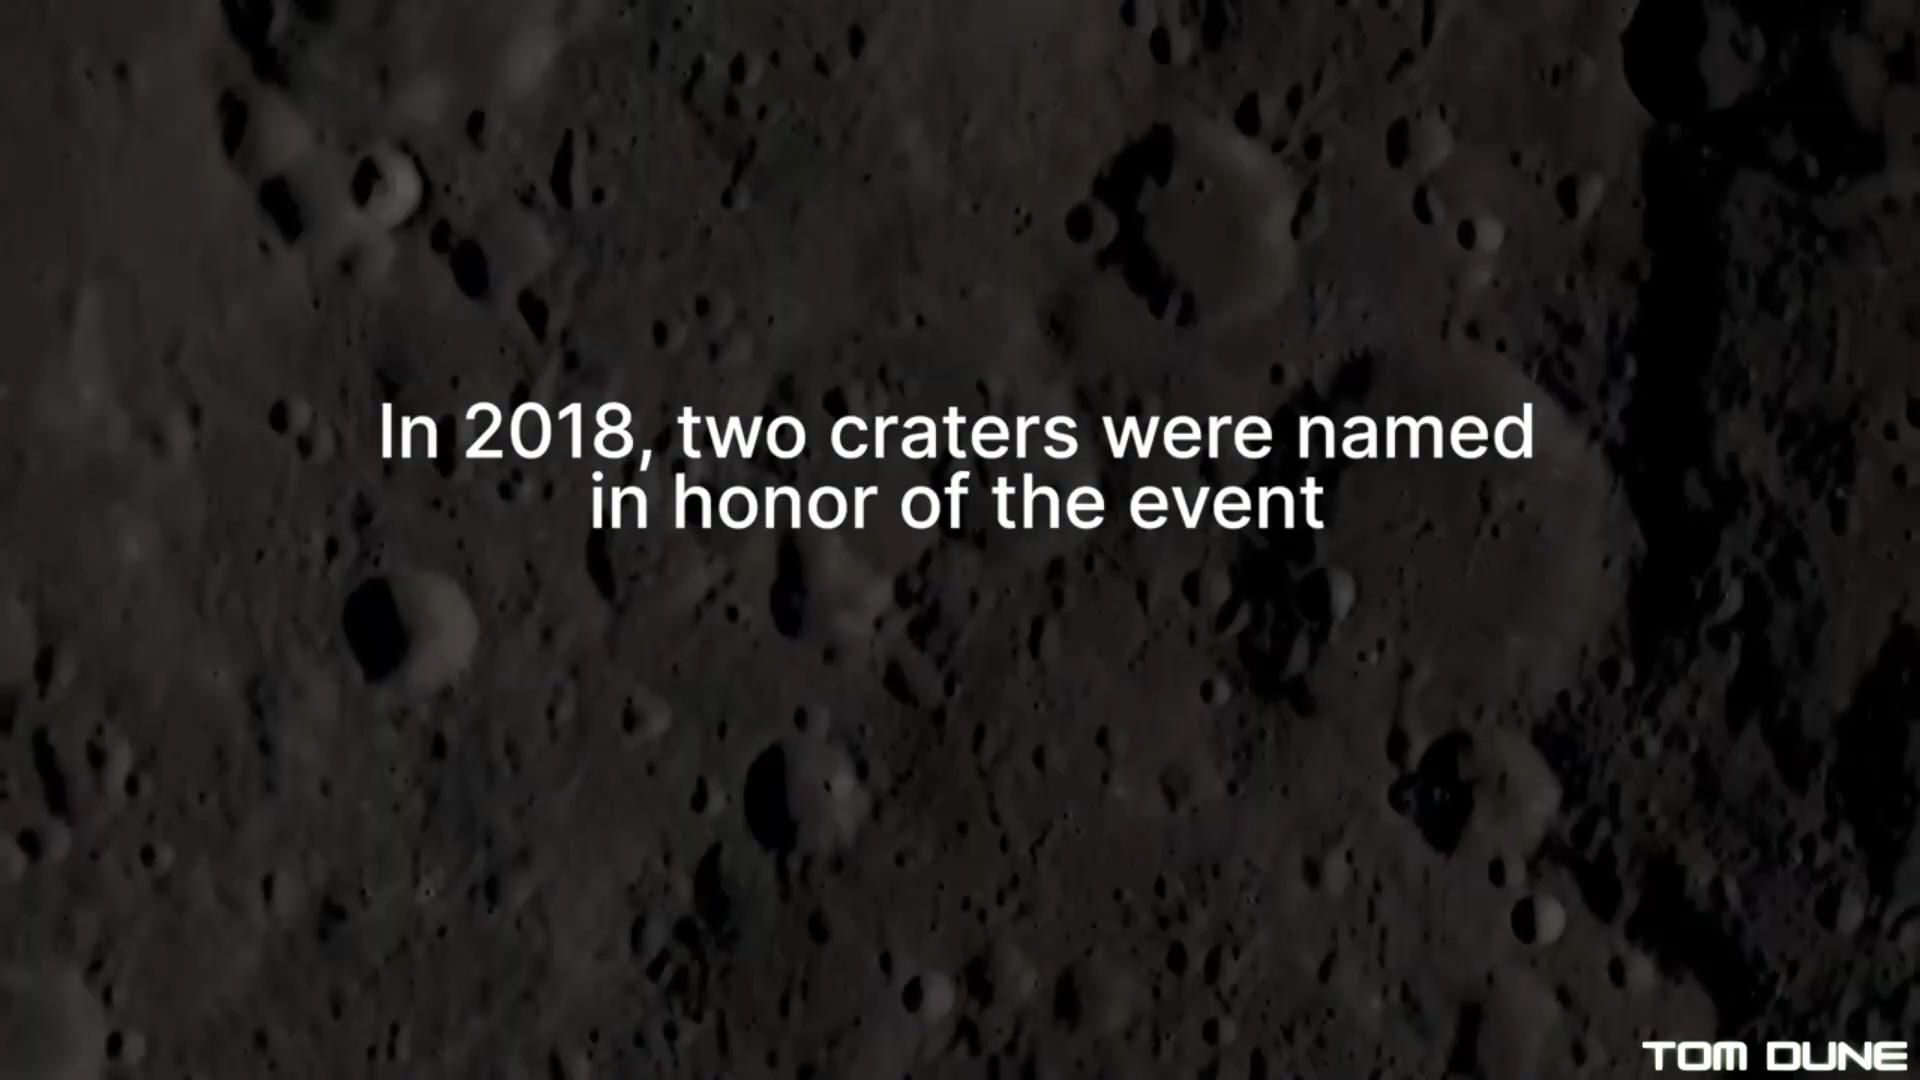 In 2018, two craters were named
in honor of the event
TOM DUNE